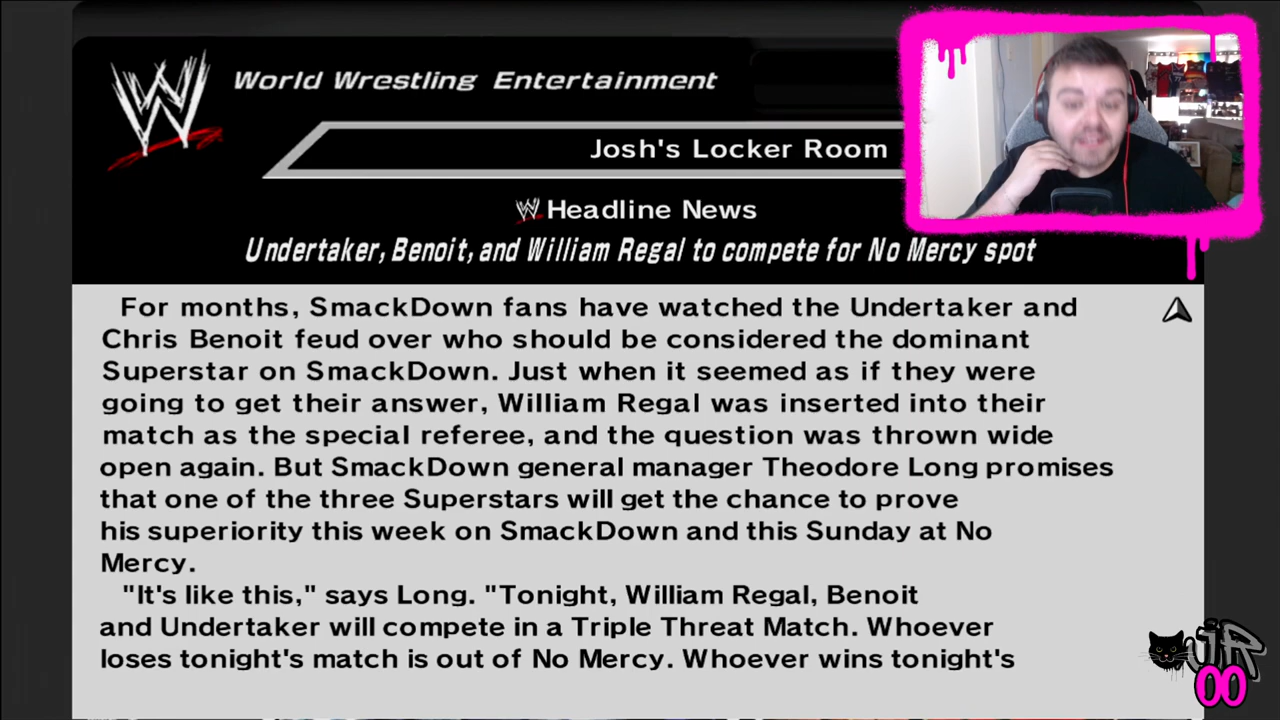 World Wrestling Entertainment
Josh's Locker Room
Headline News
Undertaker, Benoit, and William Regal to compete for No Mercy spot
For months, SmackDown fans have watched the Undertaker and
Chris Benoit feud over who should be considered the dominant
Superstar on SmackDown. Just when it seemed as if they were
going to get their answer, William Regal was inserted into their
match as the special referee, and the question was thrown wide
open again. But SmackDown general manager Theodore Long promises
that one of the three Superstars will get the chance to prove
his superiority this week on SmackDown and this Sunday at No
Mercy.
"It's like this," says Long. "Tonight, William Regal, Benoit
and Undertaker will compete in a Triple Threat Match. Whoever
loses tonight's match is out of No Mercy. Whoever wins tonight's
JR
00